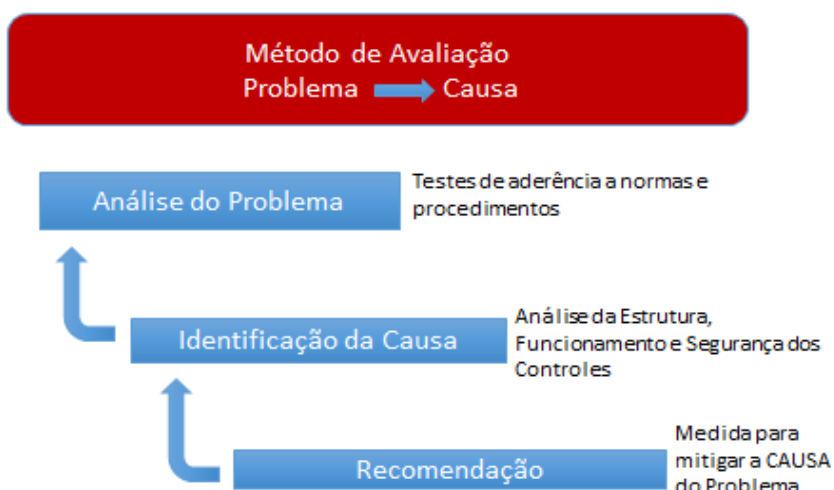 Método de Avaliação
Problema Causa
Análise do Problema
Testes de aderência a normas e
procedimentos
Identificação da Causa
Análise da Estrutura,
Funcionamento e Segurança dos
Controles
Recomendação
Medida para
mitigar a CAUSA
do Problema